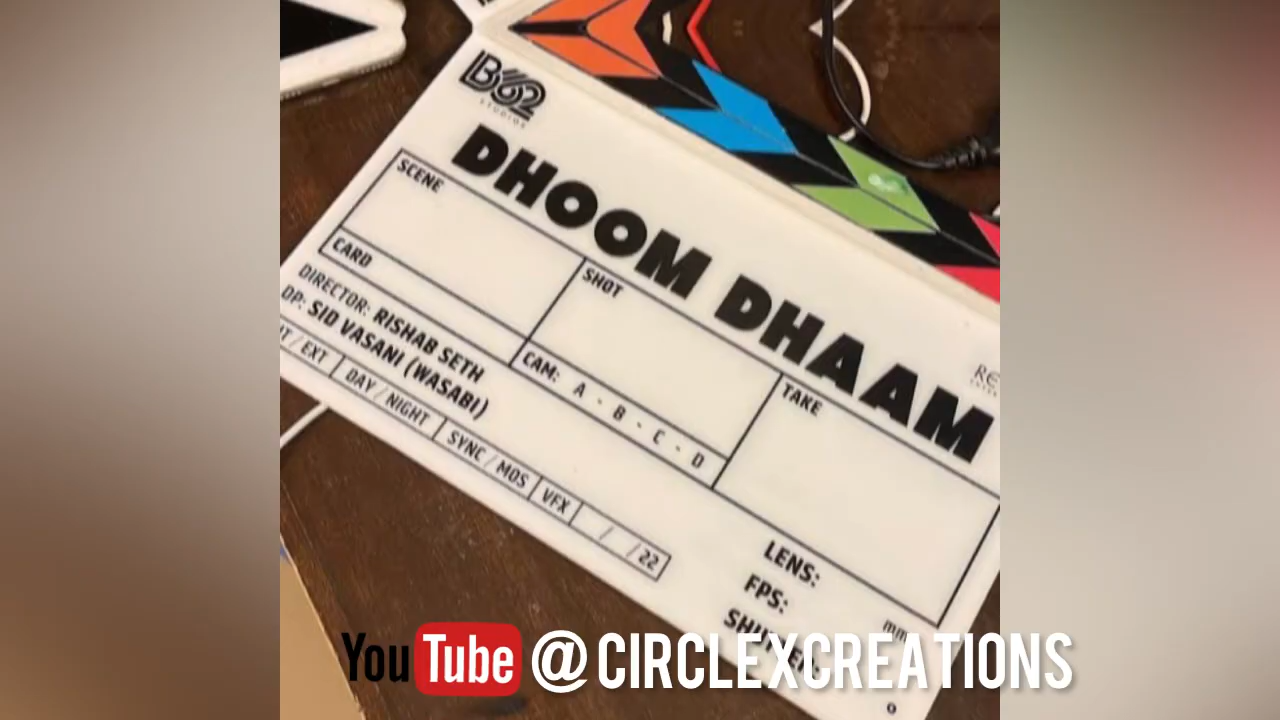 B62
STUDIOS
DHOOM DHAAM
SCENE
SHOT
TAKE
CARD
CAM: A - B - C - D
DIRECTOR: RISHAB SETH
DP: SID VASANI (WASABI)
/ EXT DAY / NIGHT SYNC / MOS VFX / /22
LENS:
mm
FPS:
YouTube @CIRCLEXCREATIONS